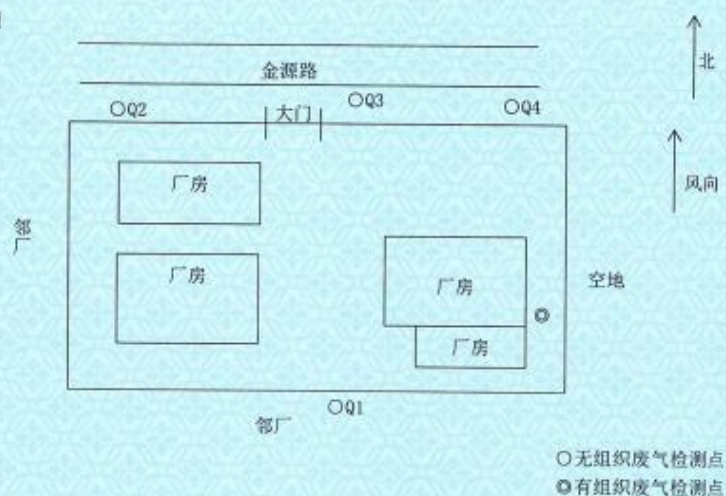 金源路
北
○Q2
大门
○Q3
○Q4
厂房
风向
邻厂
厂房
厂房
空地
◎
厂房
○Q1
邻厂
○无组织废气检测点
◎有组织废气检测点